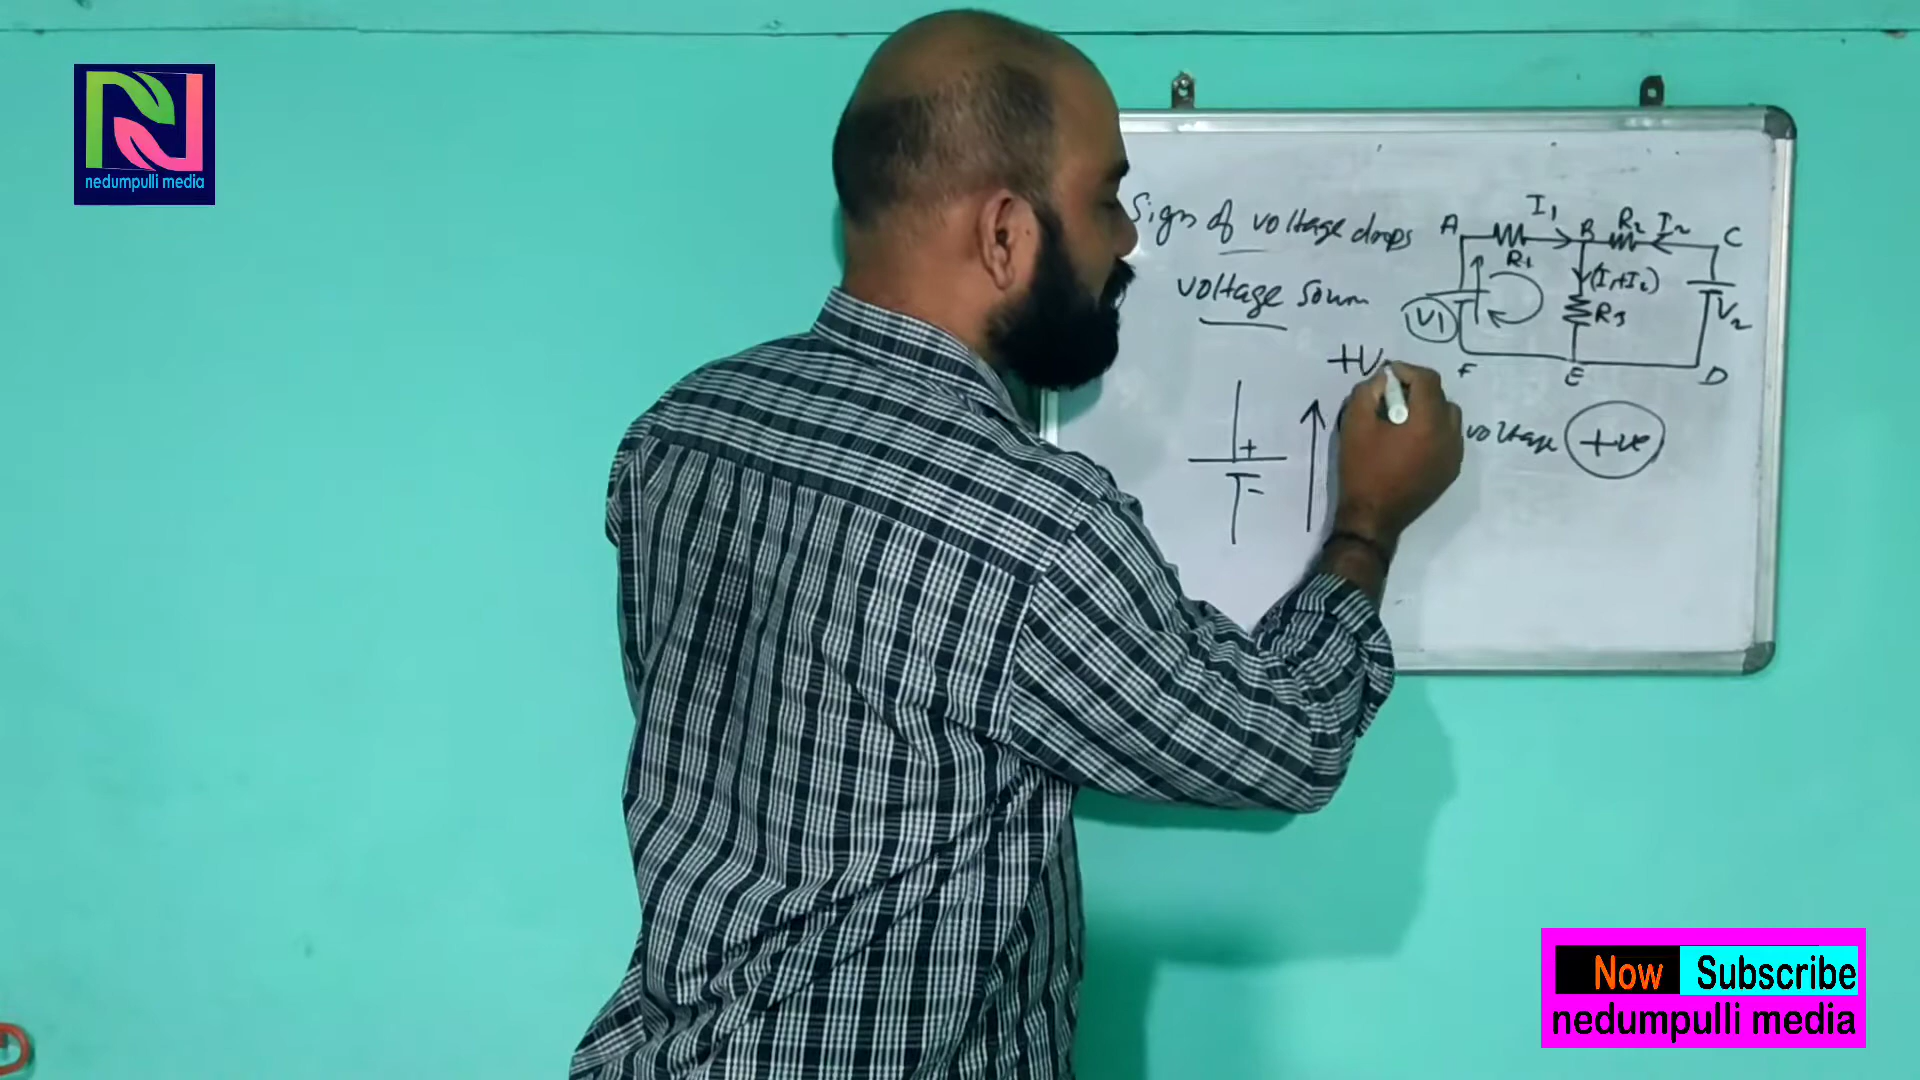 nedumpulli media
Sign of voltage drops
voltage
A
I₁
B
R₂
I₂
C
R₁
(I₁+I₂)
V1
R₃
V₂
F
E
D
+V
+
-
voltage +ve
Now Subscribe
nedumpulli media